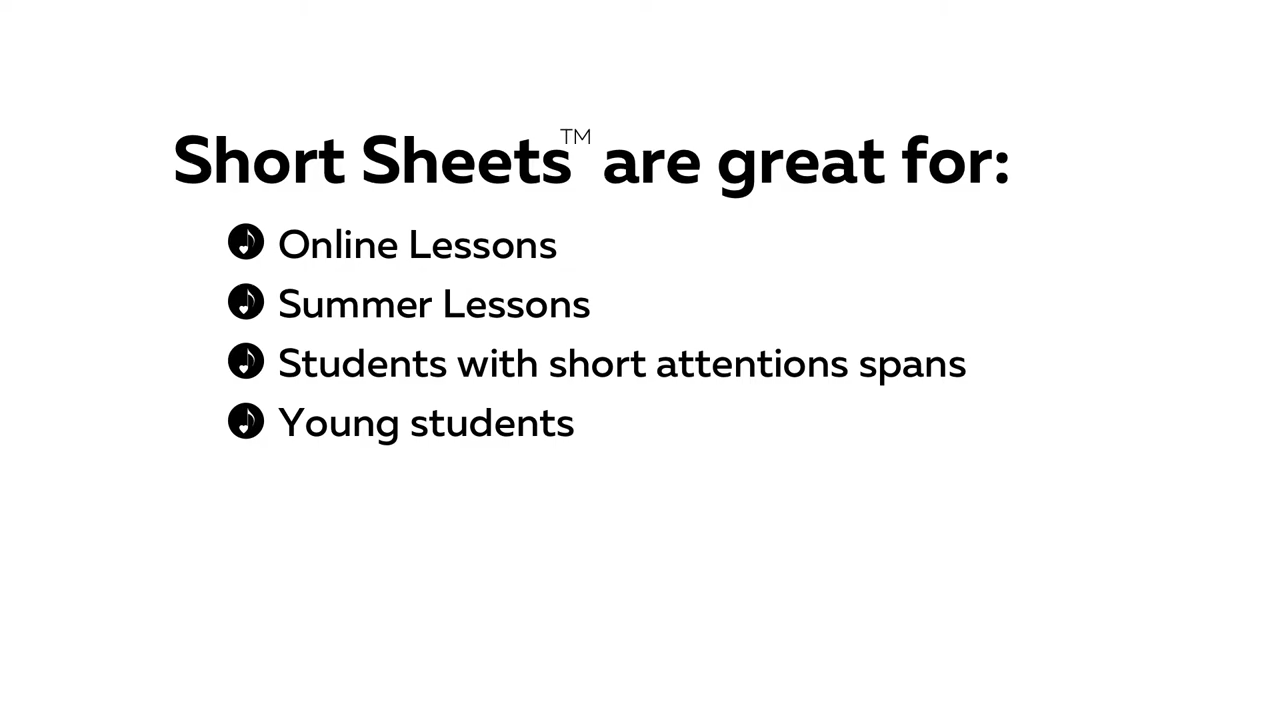 Short Sheets™ are great for:
Online Lessons
Summer Lessons
Students with short attentions spans
Young students